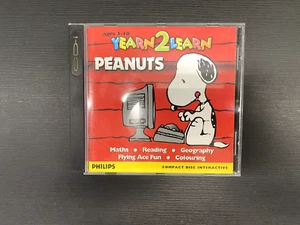 Ages 3-10
YEARN2LEARN
PEANUTS
Maths • Reading • Geography
Flying Ace Fun • Colouring
PHILIPS
COMPACT DISC INTERACTIVE